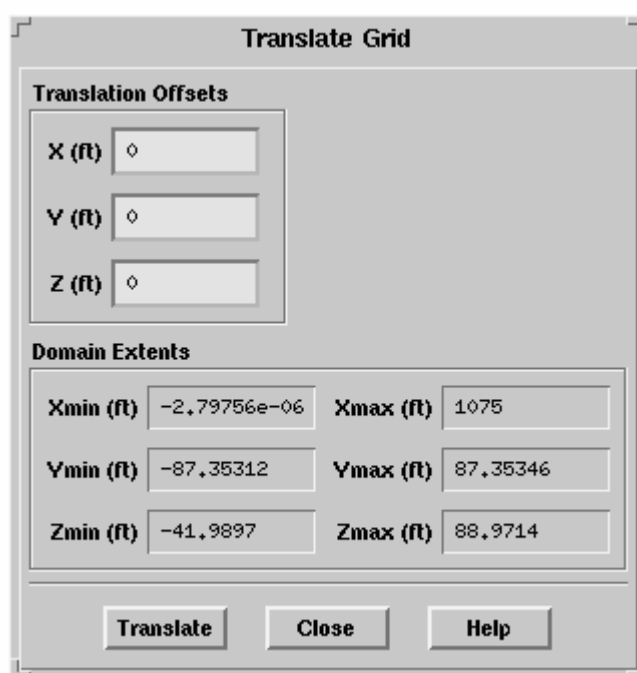 Translate Grid
Translation Offsets
X (ft) 0
Y (ft) 0
Z (ft) 0
Domain Extents
Xmin (ft) -2.79756e-06 Xmax (ft) 1075
Ymin (ft) -87.35312 Ymax (ft) 87.35346
Zmin (ft) -41.9897 Zmax (ft) 88.9714
Translate Close Help